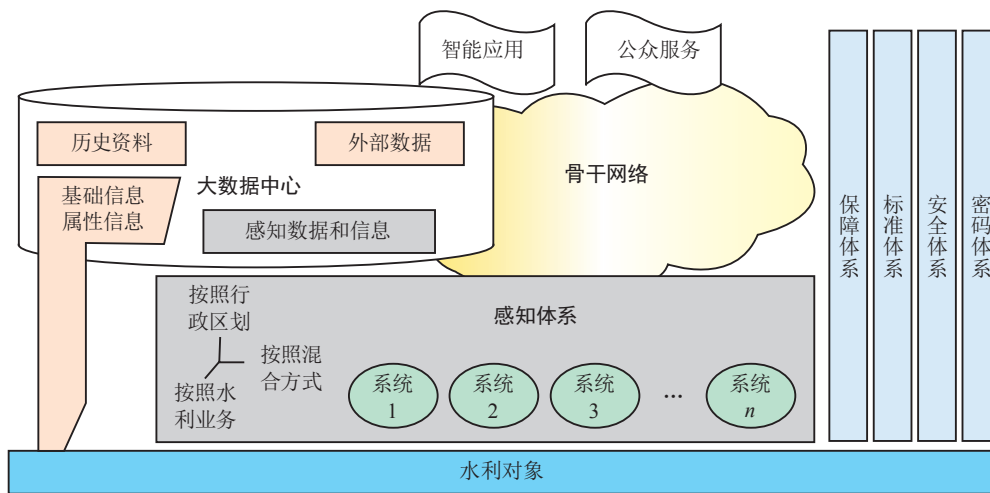 智能应用
公众服务
历史资料
外部数据
骨干网络
基础信息
属性信息
大数据中心
感知数据和信息
保障体系
标准体系
安全体系
密码体系
按照行
政区划
感知体系
按照混
合方式
按照水
利业务
系统
1
系统
2
系统
3
…
系统
n
水利对象